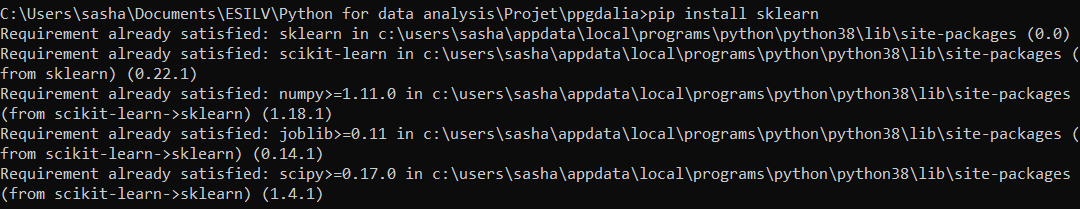 C:\Users\sasha\Documents\ESILV\Python for data analysis\Projet\ppgdalia>pip install sklearn
Requirement already satisfied: sklearn in c:\users\sasha\appdata\local\programs\python\python38\lib\site-packages (0.0)
Requirement already satisfied: scikit-learn in c:\users\sasha\appdata\local\programs\python\python38\lib\site-packages (
from sklearn) (0.22.1)
Requirement already satisfied: numpy>=1.11.0 in c:\users\sasha\appdata\local\programs\python\python38\lib\site-packages
(from scikit-learn->sklearn) (1.18.1)
Requirement already satisfied: joblib>=0.11 in c:\users\sasha\appdata\local\programs\python\python38\lib\site-packages (
from scikit-learn->sklearn) (0.14.1)
Requirement already satisfied: scipy>=0.17.0 in c:\users\sasha\appdata\local\programs\python\python38\lib\site-packages
(from scikit-learn->sklearn) (1.4.1)